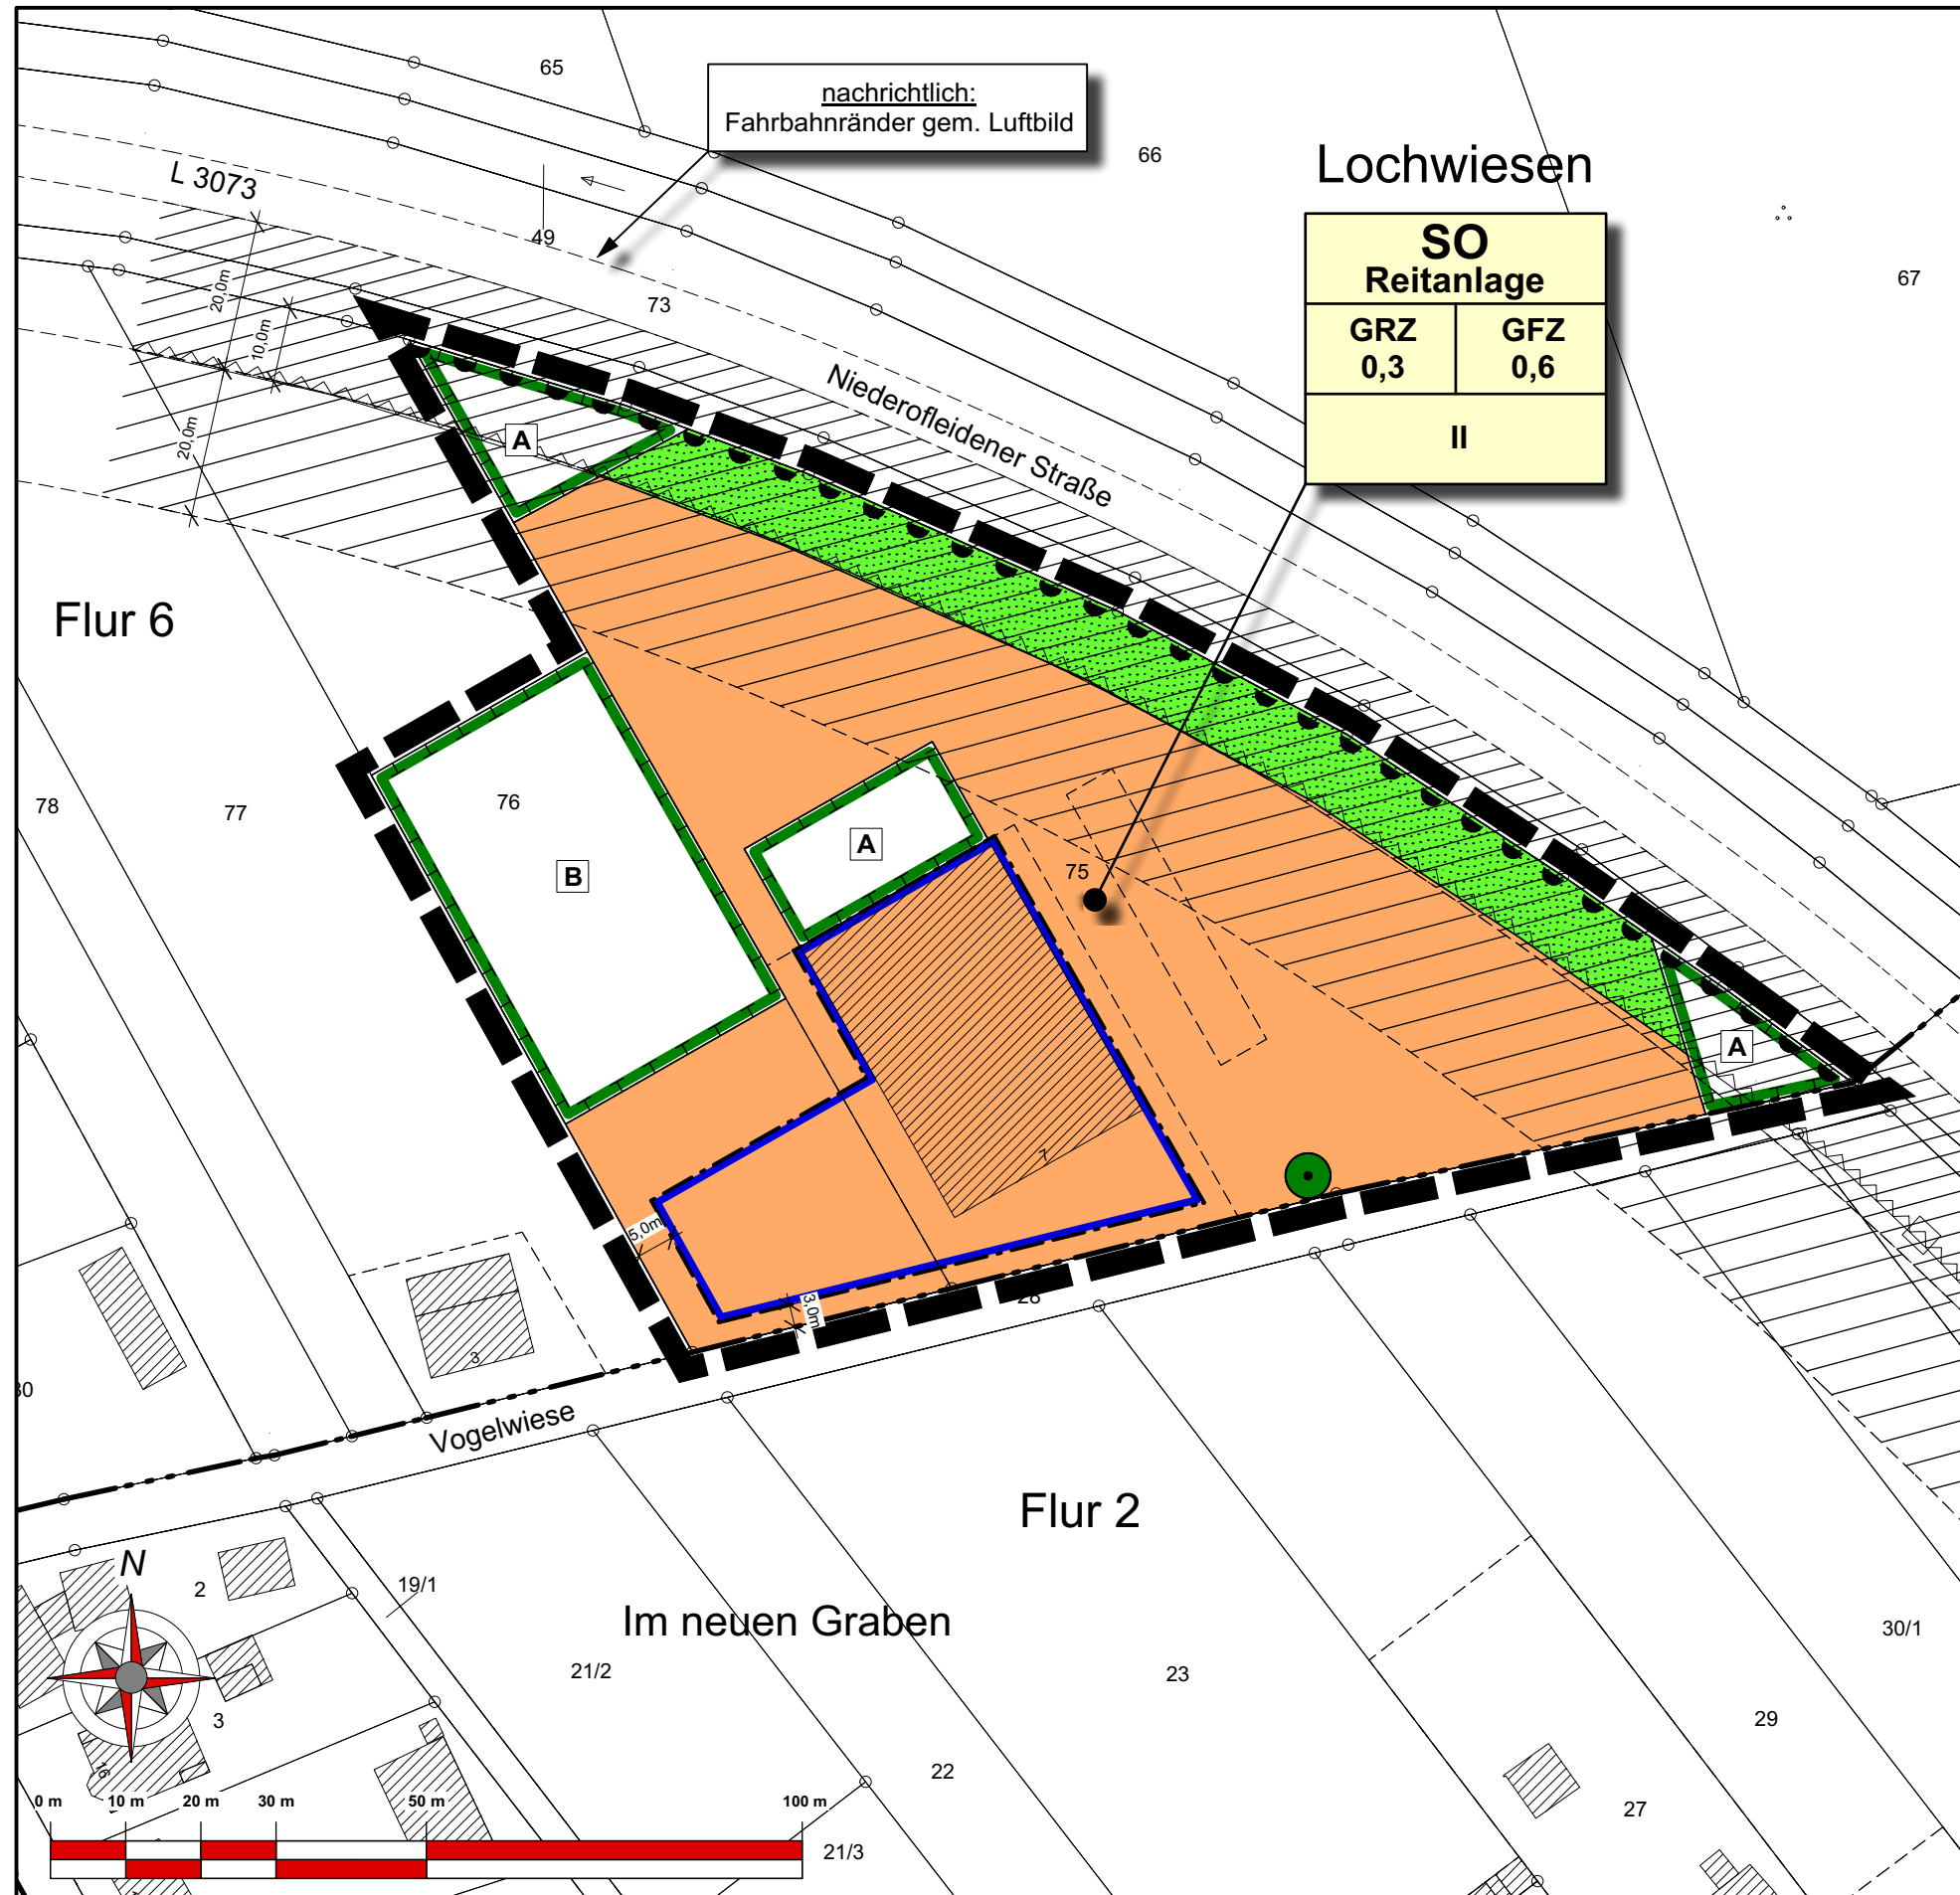 65
nachrichtlich:
Fahrbahnränder gem. Luftbild
66
Lochwiesen
L 3073
49
SO
Reitanlage
67
20,0m
73
GRZ
0,3
GFZ
0,6
10,0m
Niederofleidener Straße
20,0m
A
II
Flur 6
78
77
76
A
75
B
A
7
5,0m
3,0m
28
3
Vogelwiese
Flur 2
N
2
19/1
Im neuen Graben
21/2
23
30/1
3
29
16
22
27
0 m
10 m
20 m
30 m
50 m
100 m
21/3